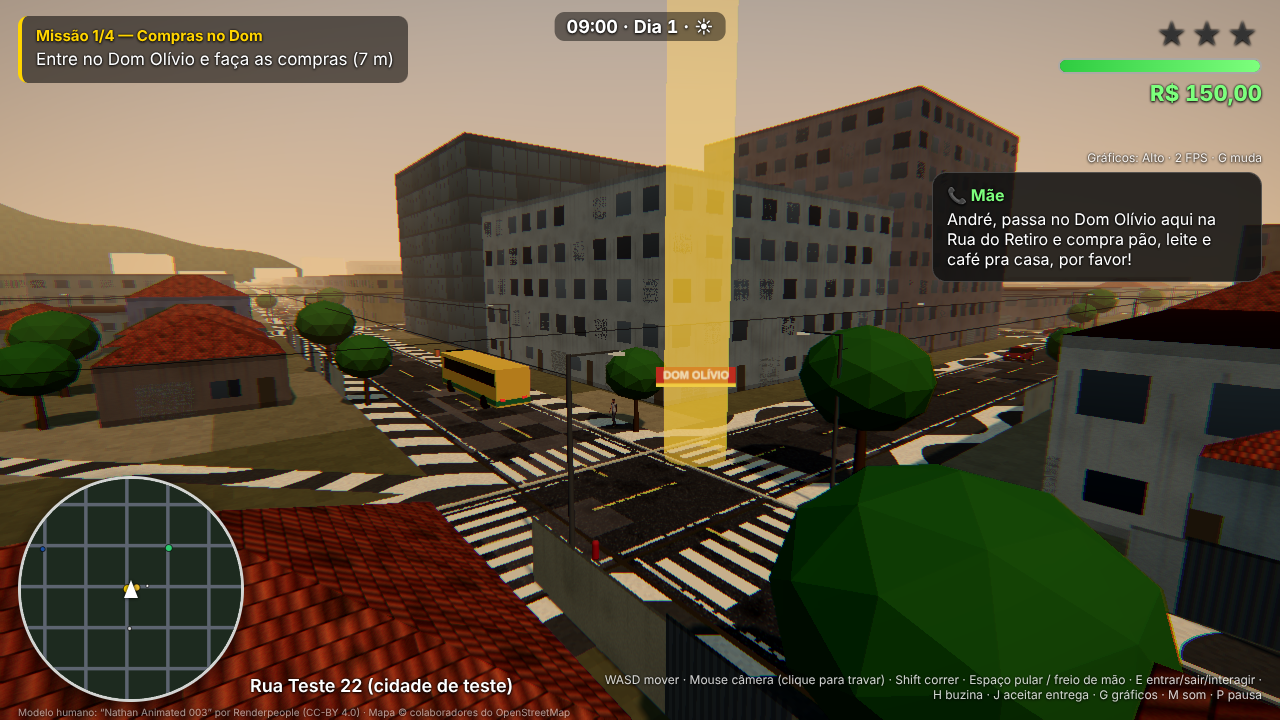 Missão 1/4 — Compras no Dom
Entre no Dom Olívio e faça as compras (7 m)
09:00 · Dia 1 · ☀
R$ 150,00
Gráficos: Alto · 2 FPS · G muda
📞 Mãe
André, passa no Dom Olívio aqui na
Rua do Retiro e compra pão, leite e
café pra casa, por favor!
DOM OLÍVIO
Rua Teste 22 (cidade de teste)
WASD mover · Mouse câmera (clique para travar) · Shift correr · Espaço pular / freio de mão · E entrar/sair/interagir ·
H buzina · J aceitar entrega · G gráficos · M som · P pausa
Modelo humano: “Nathan Animated 003” por Renderpeople (CC-BY 4.0) · Mapa © colaboradores do OpenStreetMap